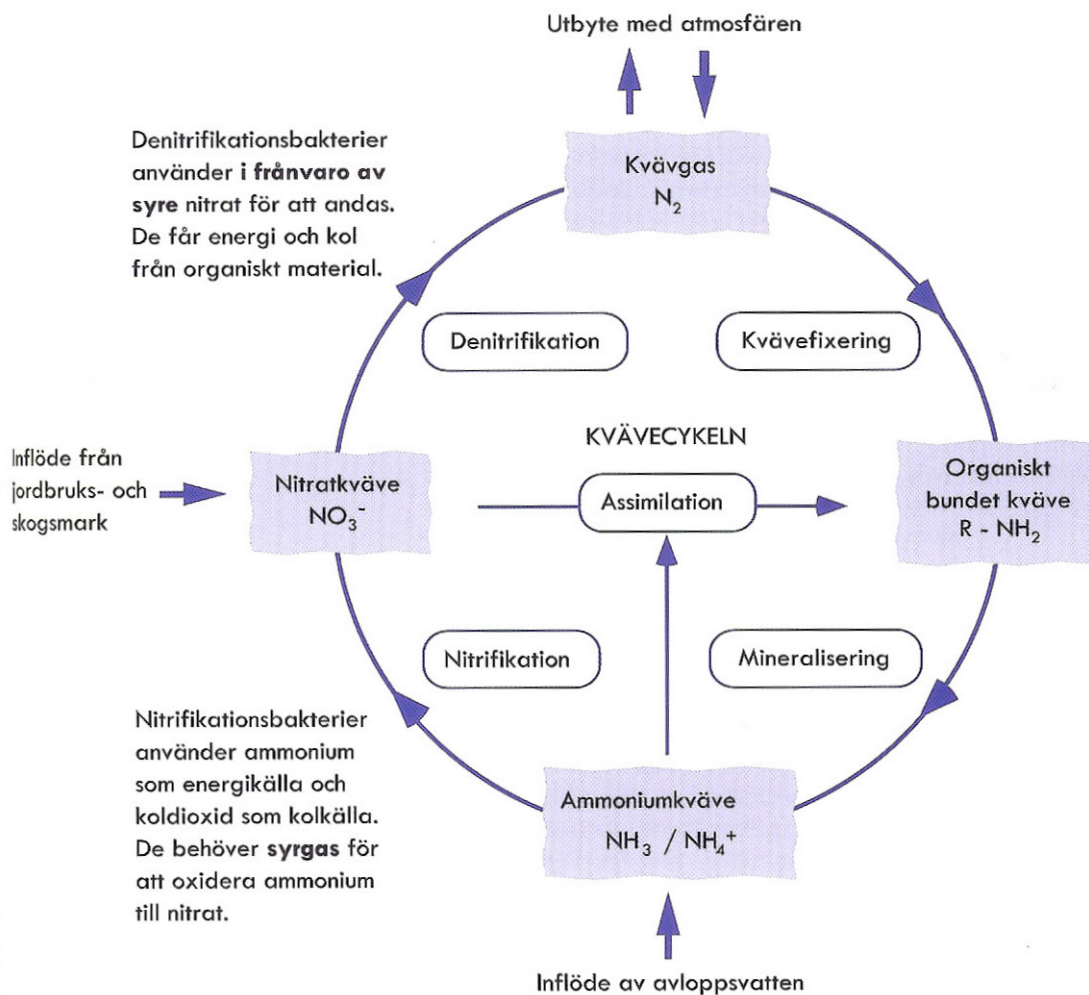 Utbyte med atmosfären
Denitrifikationsbakterier
använder i frånvaro av
syre nitrat för att andas.
De får energi och kol
från organiskt material.
Kvävgas
N₂
Denitrifikation
Kvävefixering
KVÄVECYKELN
Inflöde från
jordbruks- och
skogsmark
Nitratkväve
NO₃⁻
Assimilation
Organiskt
bundet kväve
R - NH₂
Nitrifikation
Mineralisering
Nitrifikationsbakterier
använder ammonium
som energikälla och
koldioxid som kolkälla.
De behöver syrgas för
att oxidera ammonium
till nitrat.
Ammoniumkväve
NH₃ / NH₄⁺
Inflöde av avloppsvatten